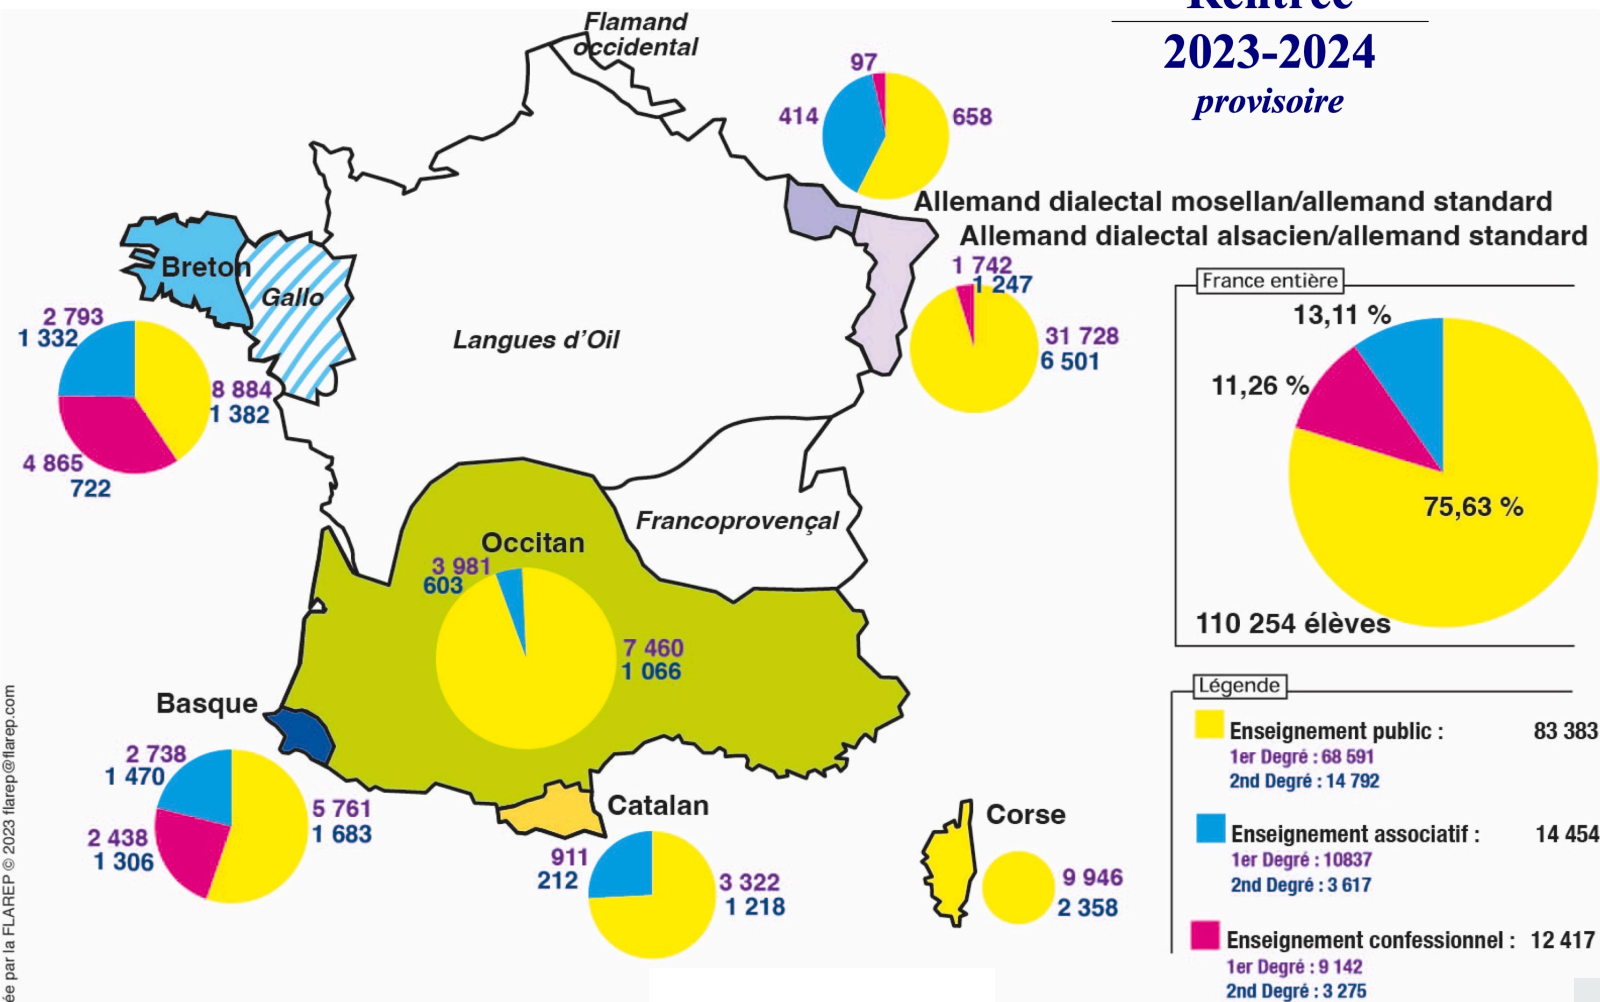 Rentrée
2023-2024
provisoire
Flamand
occidental
97
414
658
Allemand dialectal mosellan/allemand standard
Allemand dialectal alsacien/allemand standard
1 742
1 247
31 728
6 501
Breton
Gallo
Langues d’Oil
2 793
1 332
8 884
1 382
4 865
722
Francoprovençal
Occitan
3 981
603
7 460
1 066
Basque
2 738
1 470
5 761
1 683
2 438
1 306
Catalan
911
212
3 322
1 218
Corse
9 946
2 358
France entière
13,11 %
11,26 %
75,63 %
110 254 élèves
Légende
Enseignement public : 83 383
1er Degré : 68 591
2nd Degré : 14 792
Enseignement associatif : 14 454
1er Degré : 10837
2nd Degré : 3 617
Enseignement confessionnel : 12 417
1er Degré : 9 142
2nd Degré : 3 275
ée par la FLAREP © 2023 flarep@flarep.com